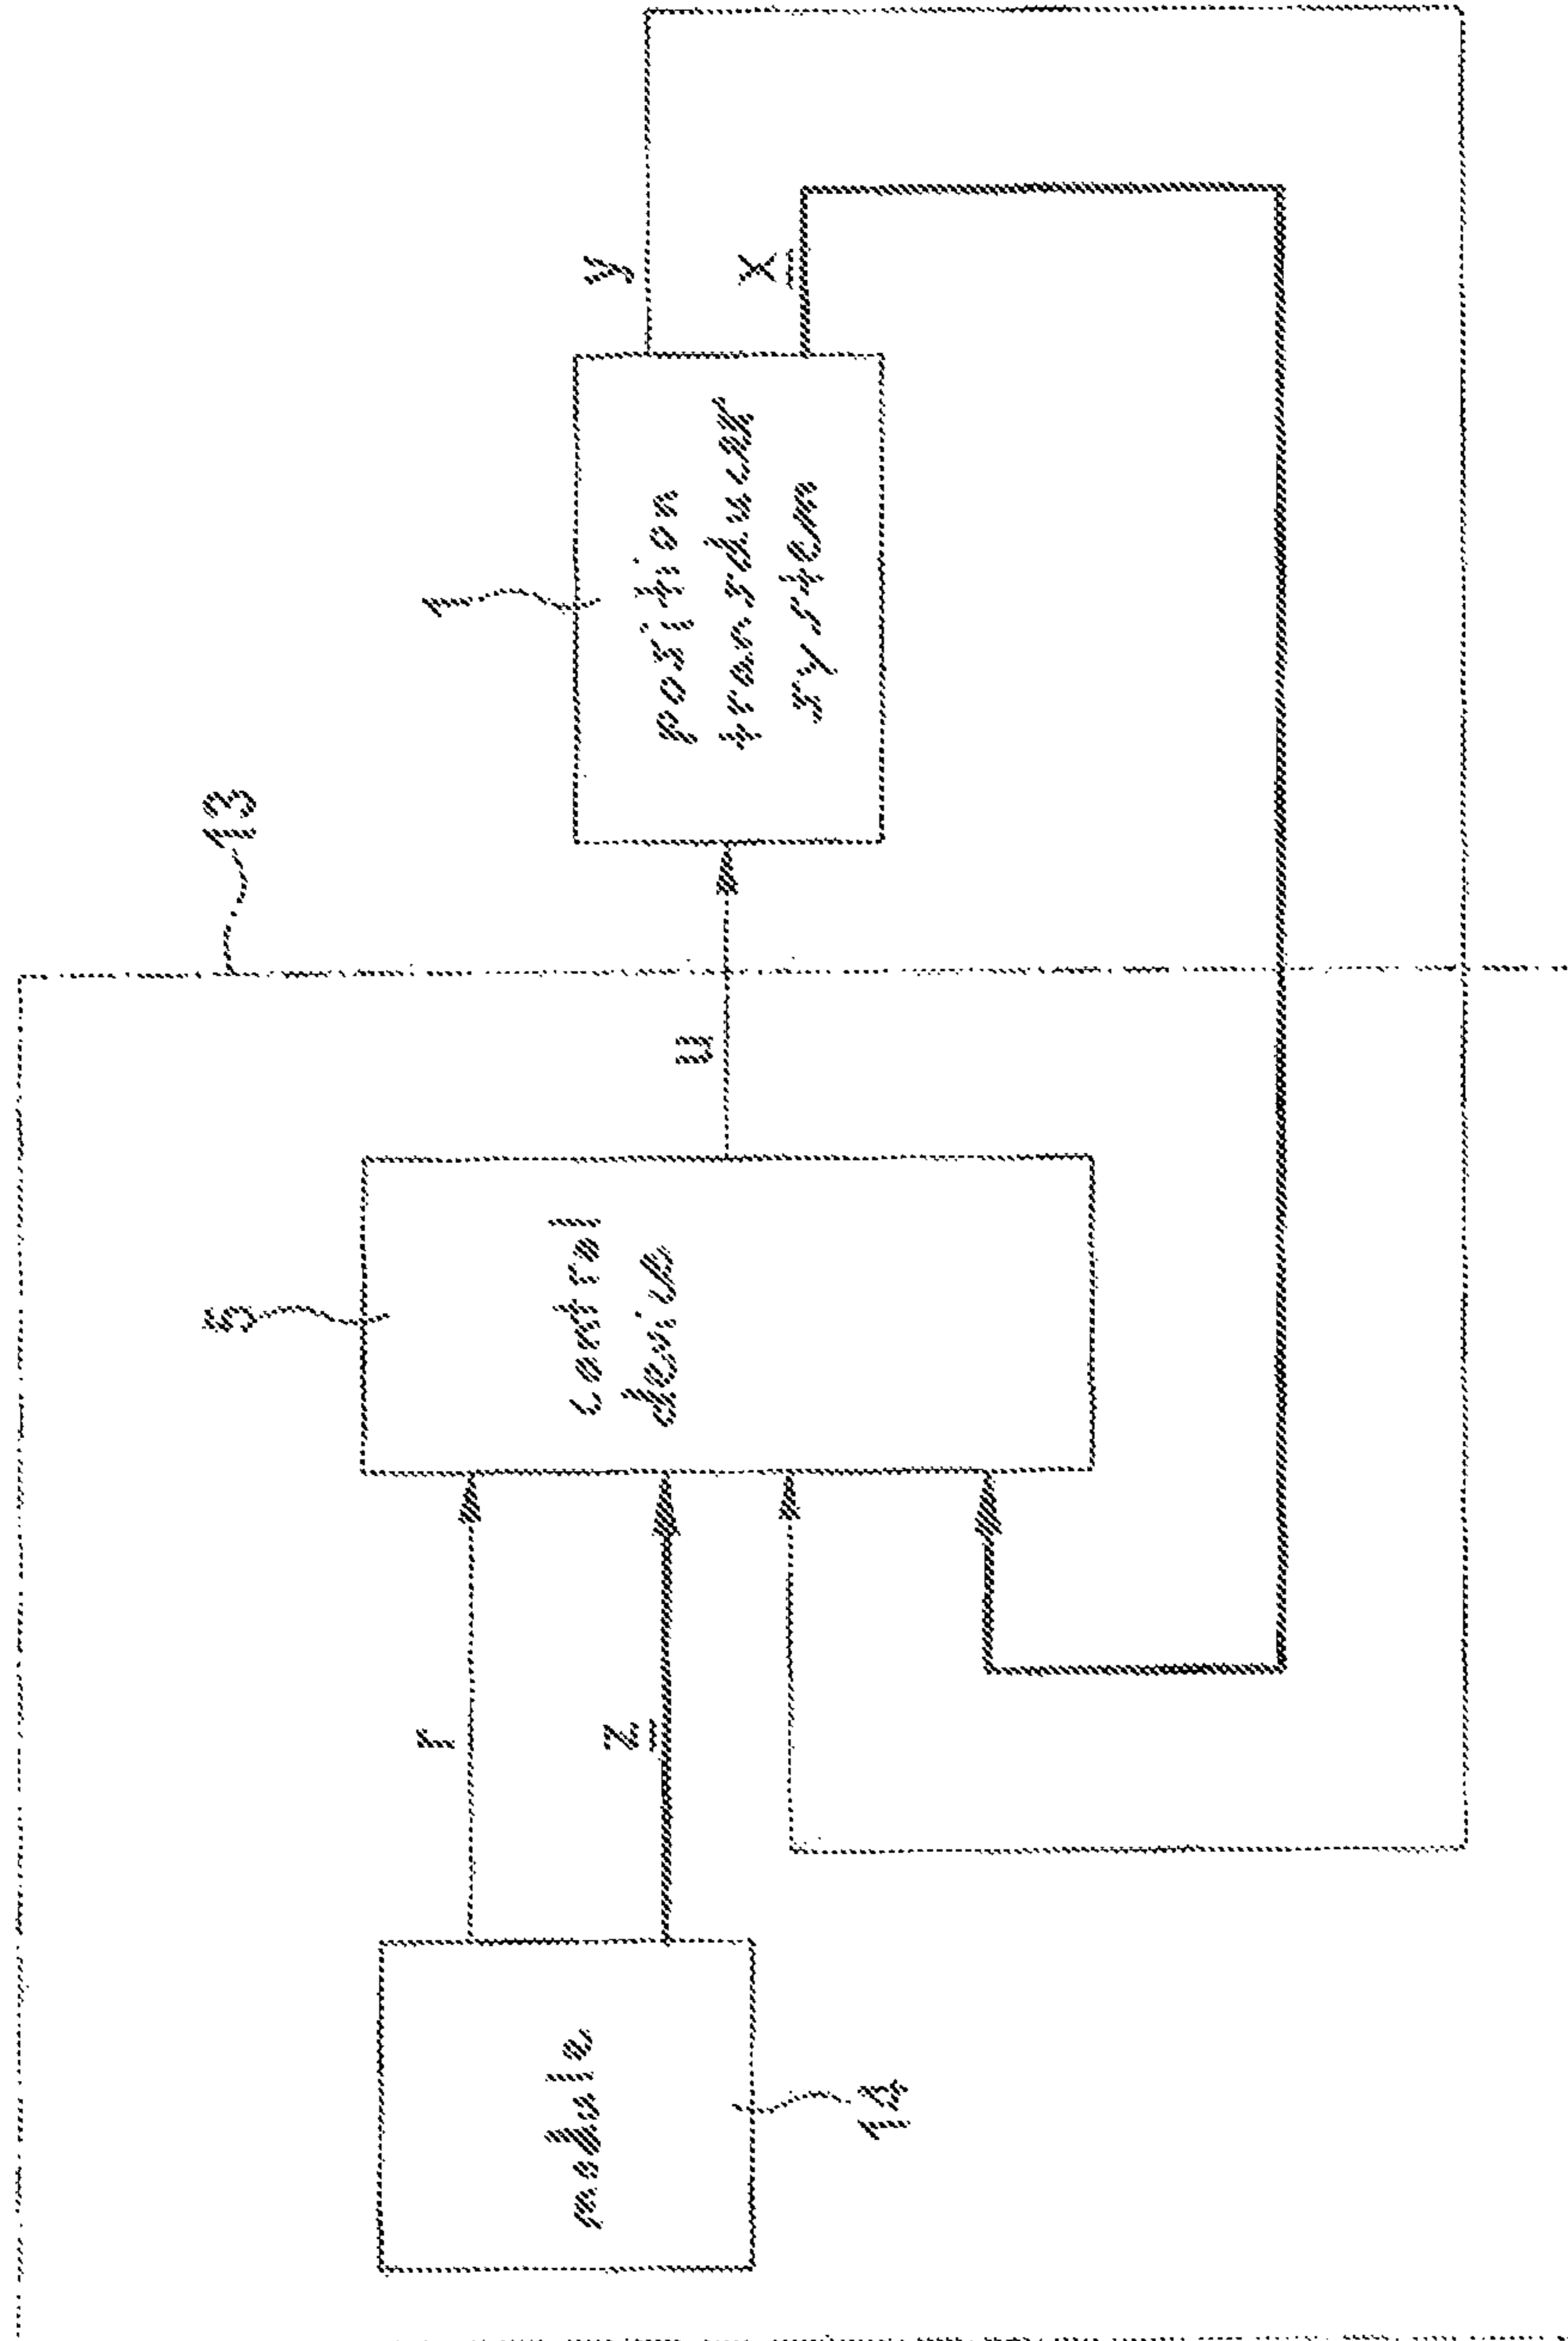 13
5
1
r
z
u
y
x
control
device
position
transducer
system
module
14